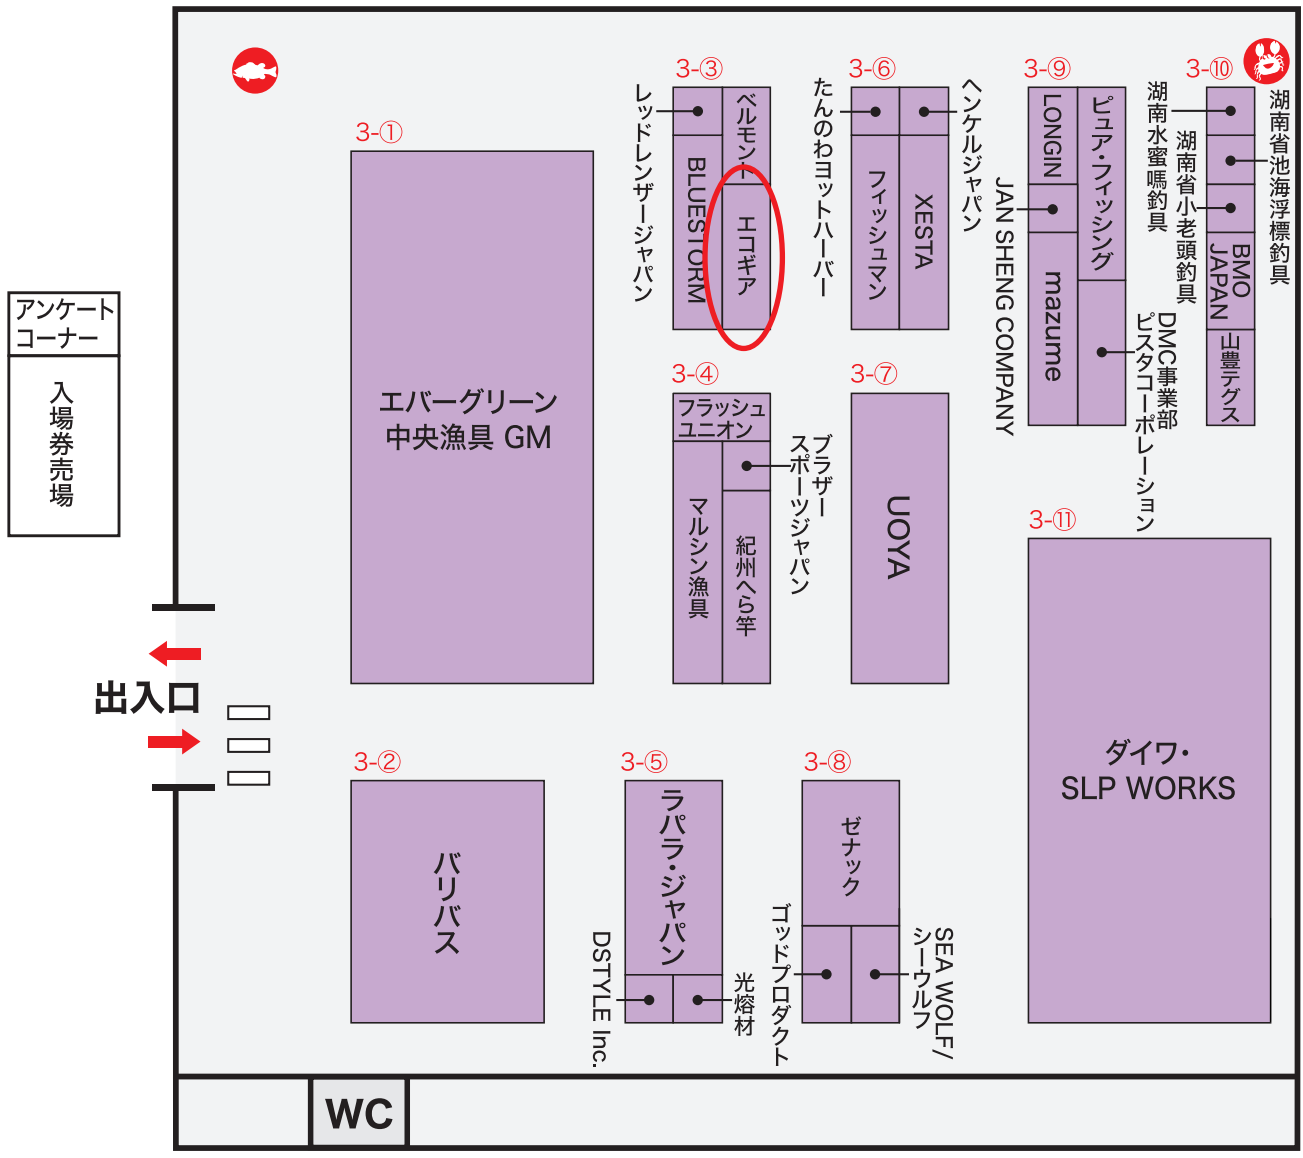 アンケート
コーナー
入場券売場
出入口
3-①
エバーグリーン
中央漁具 GM
3-②
バリバス
3-③
レッドレンザージャパン
ベルモント
BLUESTORM
エコギア
3-④
フラッシュ
ユニオン
ブラザー
スポーツジャパン
マルシン漁具
紀州へら竿
3-⑤
ラパラ・ジャパン
DSTYLE Inc.
光熔材
3-⑥
たんのわヨットハーバー
ヘンケルジャパン
フィッシュマン
XESTA
3-⑦
UOYA
3-⑧
ゼナック
ゴッドプロダクト
SEA WOLF/
シーウルフ
3-⑨
LONGIN
ピュア・フィッシング
JAN SHENG COMPANY
mazume
DMC事業部
ピスタコーポレーション
3-⑩
湖南水蜜嗎釣具
湖南省池海浮標釣具
湖南省小老頭釣具
BMO
JAPAN
山豊テグス
3-⑪
ダイワ・
SLP WORKS
WC